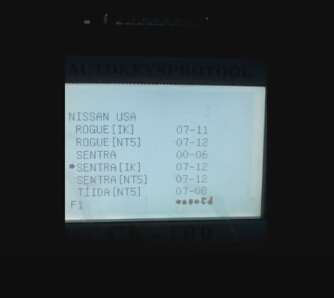 AUTOKEYSPROTOOL
NISSAN USA
ROGUE[IK] 07-11
ROGUE[NT5] 07-12
SENTRA 00-06
*SENTRA[IK] 07-12
SENTRA[NT5] 07-12
TIIDA[NT5] 07-08
F1